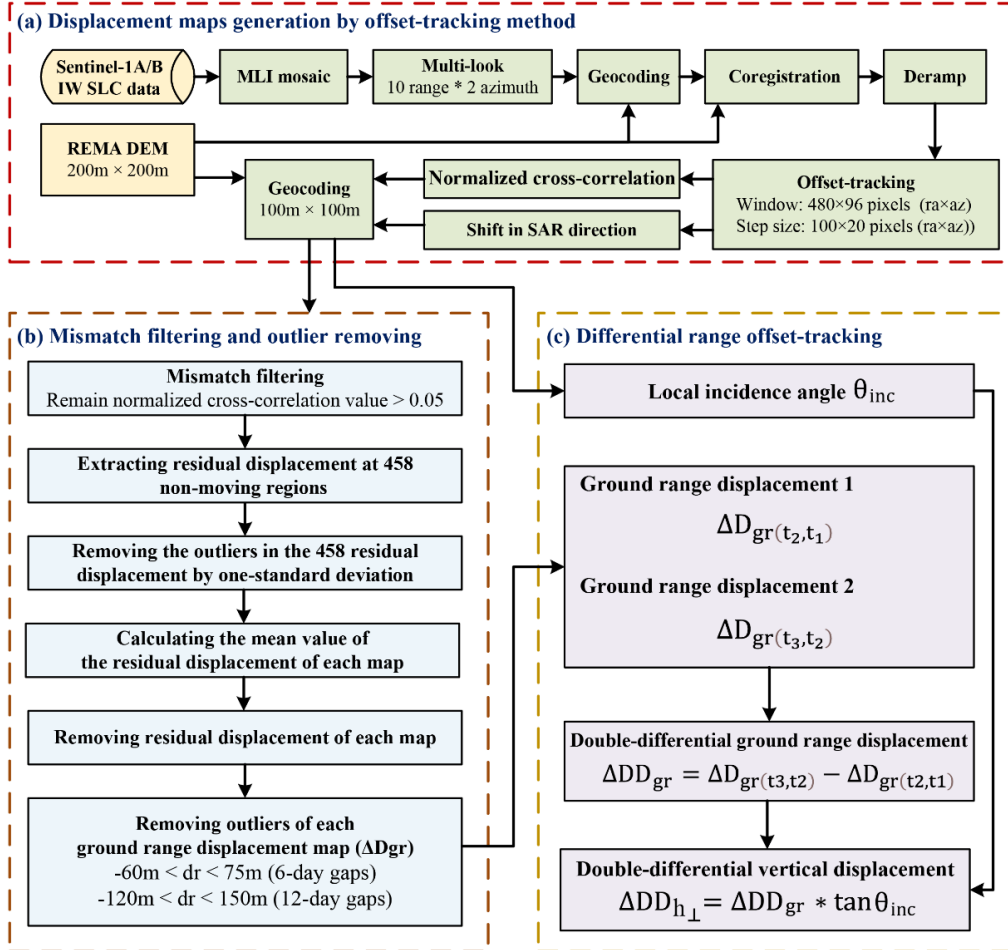 (a) Displacement maps generation by offset-tracking method
Sentinel-1A/B
IW SLC data
MLI mosaic
Multi-look
10 range * 2 azimuth
Geocoding
Coregistration
Deramp
REMA DEM
200m × 200m
Geocoding
100m × 100m
Normalized cross-correlation
Shift in SAR direction
Offset-tracking
Window: 480×96 pixels (ra×az)
Step size: 100×20 pixels (ra×az))
(b) Mismatch filtering and outlier removing
Mismatch filtering
Remain normalized cross-correlation value > 0.05
Extracting residual displacement at 458
non-moving regions
Removing the outliers in the 458 residual
displacement by one-standard deviation
Calculating the mean value of
the residual displacement of each map
Removing residual displacement of each map
Removing outliers of each
ground range displacement map (ΔDgr)
-60m < dr < 75m (6-day gaps)
-120m < dr < 150m (12-day gaps)
(c) Differential range offset-tracking
Local incidence angle θinc
Ground range displacement 1
ΔDgr(t2,t1)
Ground range displacement 2
ΔDgr(t3,t2)
Double-differential ground range displacement
ΔDDgr = ΔDgr(t3,t2) − ΔDgr(t2,t1)
Double-differential vertical displacement
ΔDDh⊥= ΔDDgr * tanθinc